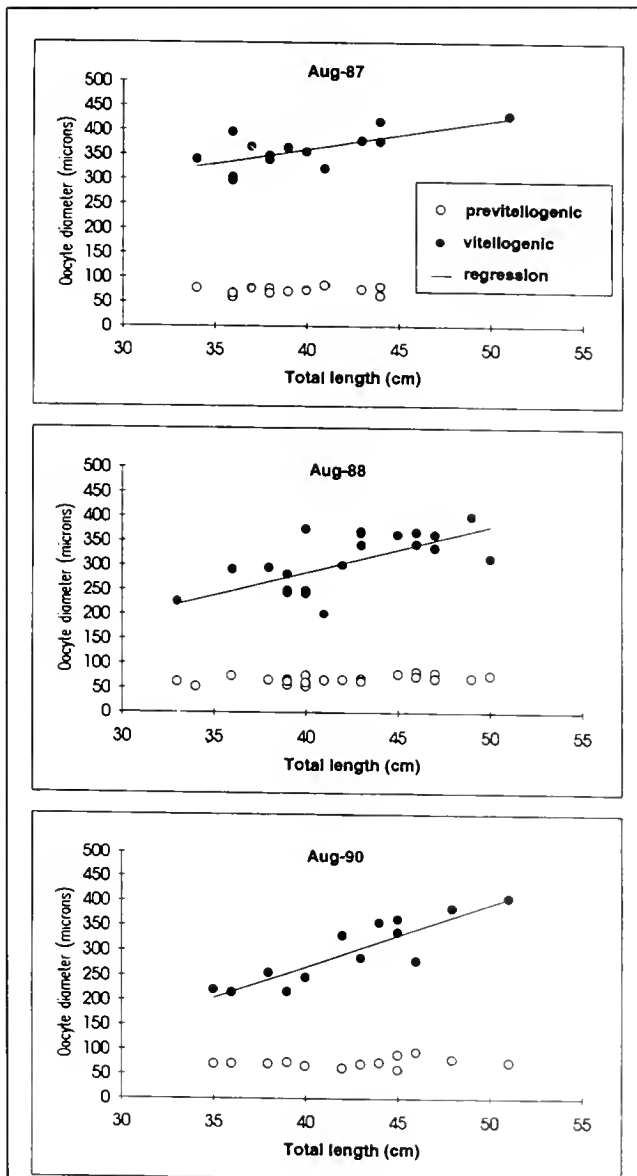 Aug-87
Oocyte diameter (microns)
500
450
400
350
300
250
200
150
100
50
0
30 35 40 45 50 55
Total length (cm)
previtellogenic
vitellogenic
regression
Aug-88
Oocyte diameter (microns)
500
450
400
350
300
250
200
150
100
50
0
30 35 40 45 50 55
Total length (cm)
Aug-90
Oocyte diameter (microns)
500
450
400
350
300
250
200
150
100
50
0
30 35 40 45 50 55
Total length (cm)